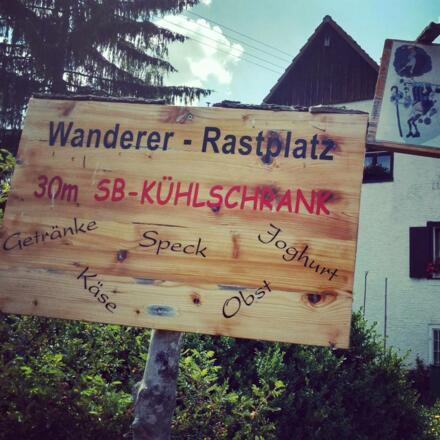 Wanderer - Rastplatz
30m SB-KÜHLSCHRANK
Getränke Speck Joghurt
Käse Obst